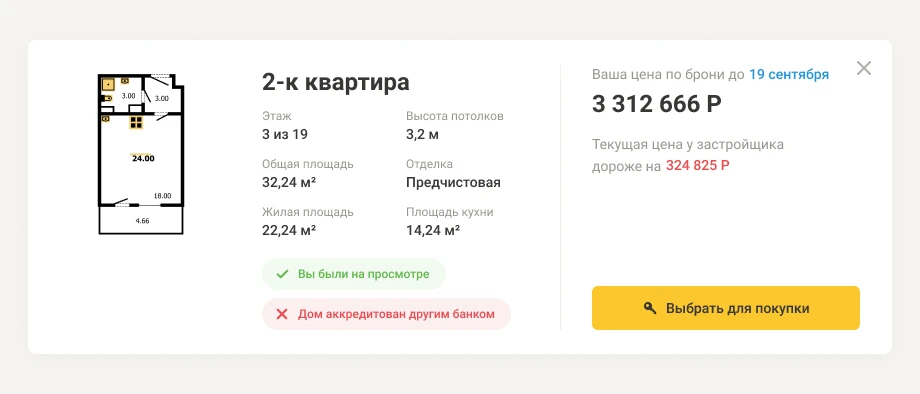 3.00
3.00
24.00
18.00
4.66
2-к квартира
Этаж
3 из 19
Высота потолков
3,2 м
Общая площадь
32,24 м²
Отделка
Предчистовая
Жилая площадь
22,24 м²
Площадь кухни
14,24 м²
Вы были на просмотре
Дом аккредитован другим банком
Ваша цена по брони до 19 сентября
3 312 666 Р
Текущая цена у застройщика
дороже на 324 825 Р
Выбрать для покупки